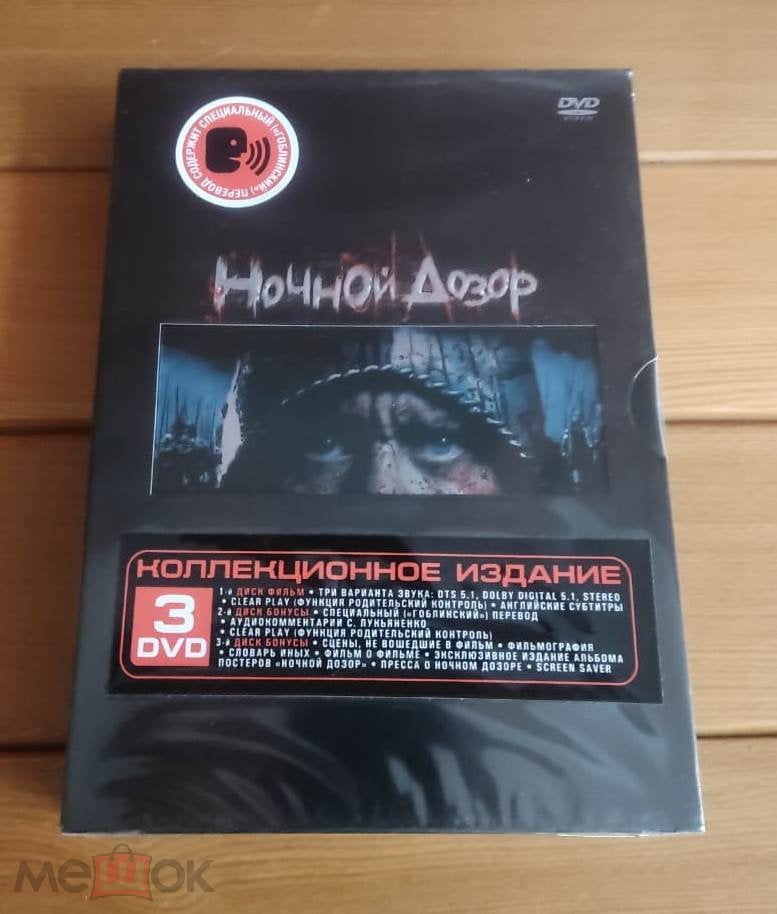 DVD
VIDEO
ПЕРЕВОД СОДЕРЖИТ СПЕЦИАЛЬНЫЙ («ГОБЛИНСКИЙ»)
НОЧНОЙ ДОЗОР
КОЛЛЕКЦИОННОЕ ИЗДАНИЕ
3
DVD
1-й ДИСК ФИЛЬМ • ТРИ ВАРИАНТА ЗВУКА: DTS 5.1, DOLBY DIGITAL 5.1, STEREO
• CLEAR PLAY (ФУНКЦИЯ РОДИТЕЛЬСКИЙ КОНТРОЛЬ) • АНГЛИЙСКИЕ СУБТИТРЫ
2-й ДИСК БОНУСЫ • СПЕЦИАЛЬНЫЙ («ГОБЛИНСКИЙ») ПЕРЕВОД
• АУДИОКОММЕНТАРИИ С. ЛУКЬЯНЕНКО
• CLEAR PLAY (ФУНКЦИЯ РОДИТЕЛЬСКИЙ КОНТРОЛЬ)
3-й ДИСК БОНУСЫ • СЦЕНЫ, НЕ ВОШЕДШИЕ В ФИЛЬМ • ФИЛЬМОГРАФИЯ
• СЛОВАРЬ ИНЫХ • ФИЛЬМ О ФИЛЬМЕ • ЭКСКЛЮЗИВНОЕ ИЗДАНИЕ АЛЬБОМА
ПОСТЕРОВ «НОЧНОЙ ДОЗОР» • ПРЕССА О НОЧНОМ ДОЗОРЕ • SCREEN SAVER
мешок